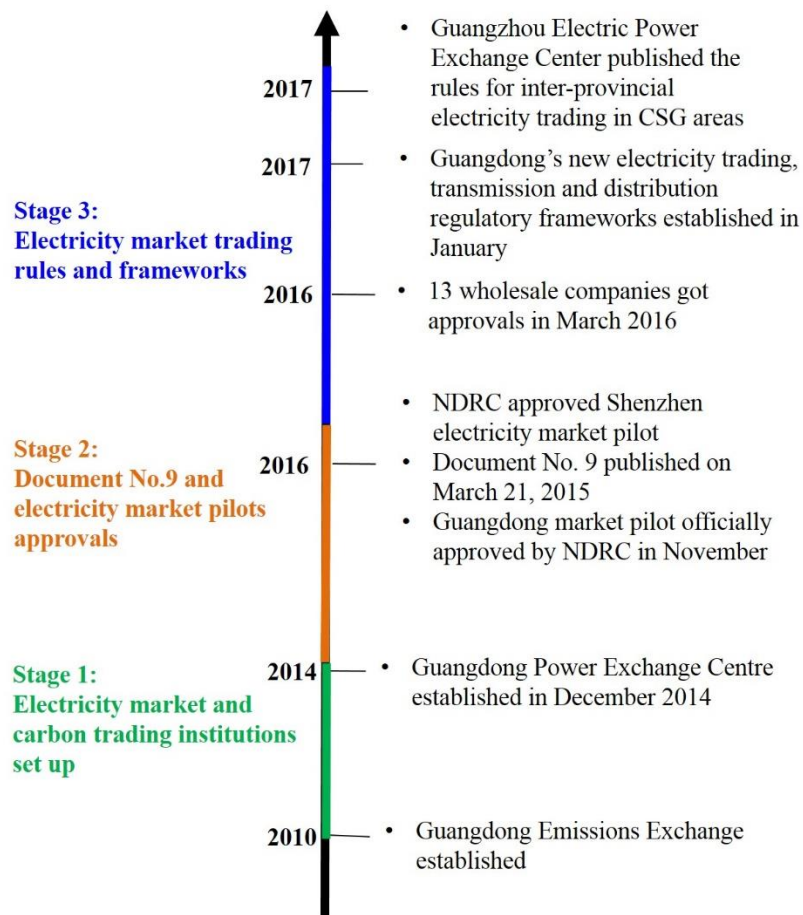 • Guangzhou Electric Power
Exchange Center published the
rules for inter-provincial
electricity trading in CSG areas
2017
2017
• Guangdong’s new electricity trading,
transmission and distribution
regulatory frameworks established in
January
Stage 3:
Electricity market trading
rules and frameworks
2016
• 13 wholesale companies got
approvals in March 2016
Stage 2:
Document No.9 and
electricity market pilots
approvals
2016
• NDRC approved Shenzhen
electricity market pilot
• Document No. 9 published on
March 21, 2015
• Guangdong market pilot officially
approved by NDRC in November
Stage 1:
Electricity market and
carbon trading institutions
set up
2014
• Guangdong Power Exchange Centre
established in December 2014
2010
• Guangdong Emissions Exchange
established